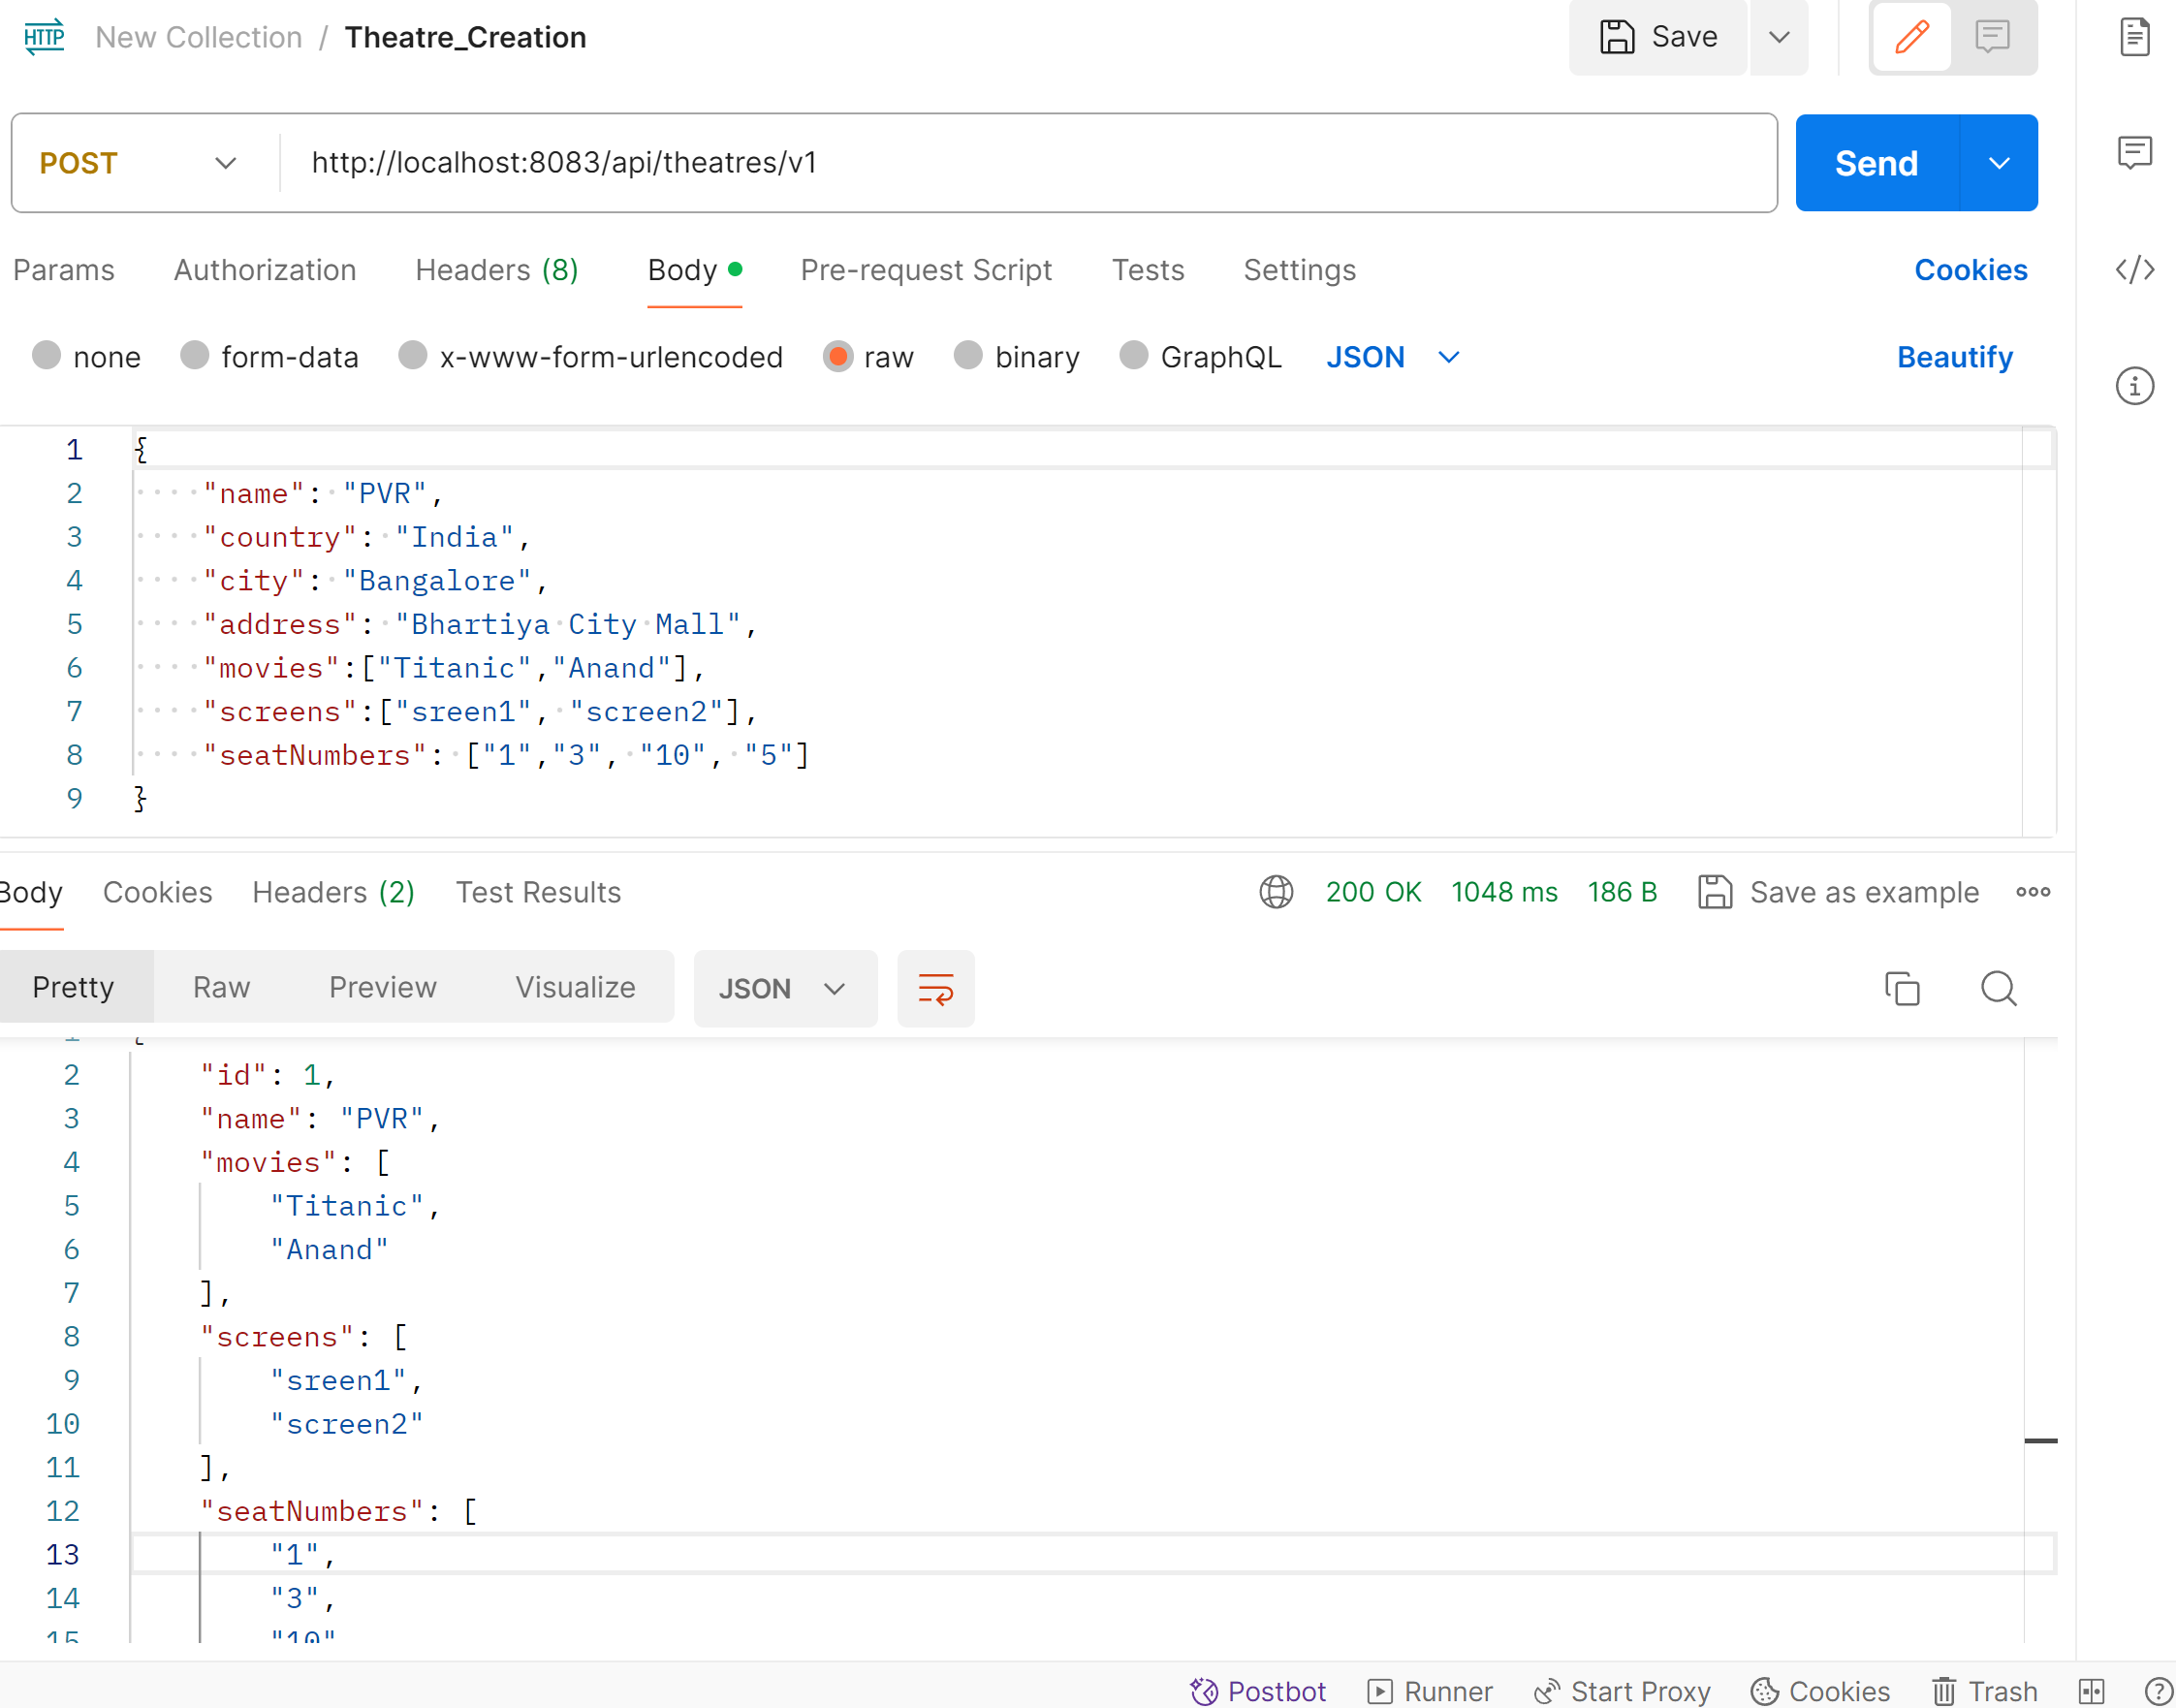 HTTP New Collection / Theatre_Creation Save
POST http://localhost:8083/api/theatres/v1 Send
Params Authorization Headers (8) Body Pre-request Script Tests Settings Cookies
none form-data x-www-form-urlencoded raw binary GraphQL JSON Beautify
1 {
2 "name": "PVR",
3 "country": "India",
4 "city": "Bangalore",
5 "address": "Bhartiya City Mall",
6 "movies":["Titanic","Anand"],
7 "screens":["sreen1", "screen2"],
8 "seatNumbers": ["1","3", "10", "5"]
9 }
Body Cookies Headers (2) Test Results 200 OK 1048 ms 186 B Save as example
Pretty Raw Preview Visualize JSON
1 {
2 "id": 1,
3 "name": "PVR",
4 "movies": [
5 "Titanic",
6 "Anand"
7 ],
8 "screens": [
9 "sreen1",
10 "screen2"
11 ],
12 "seatNumbers": [
13 "1",
14 "3",
15 "10"
Postbot Runner Start Proxy Cookies Trash